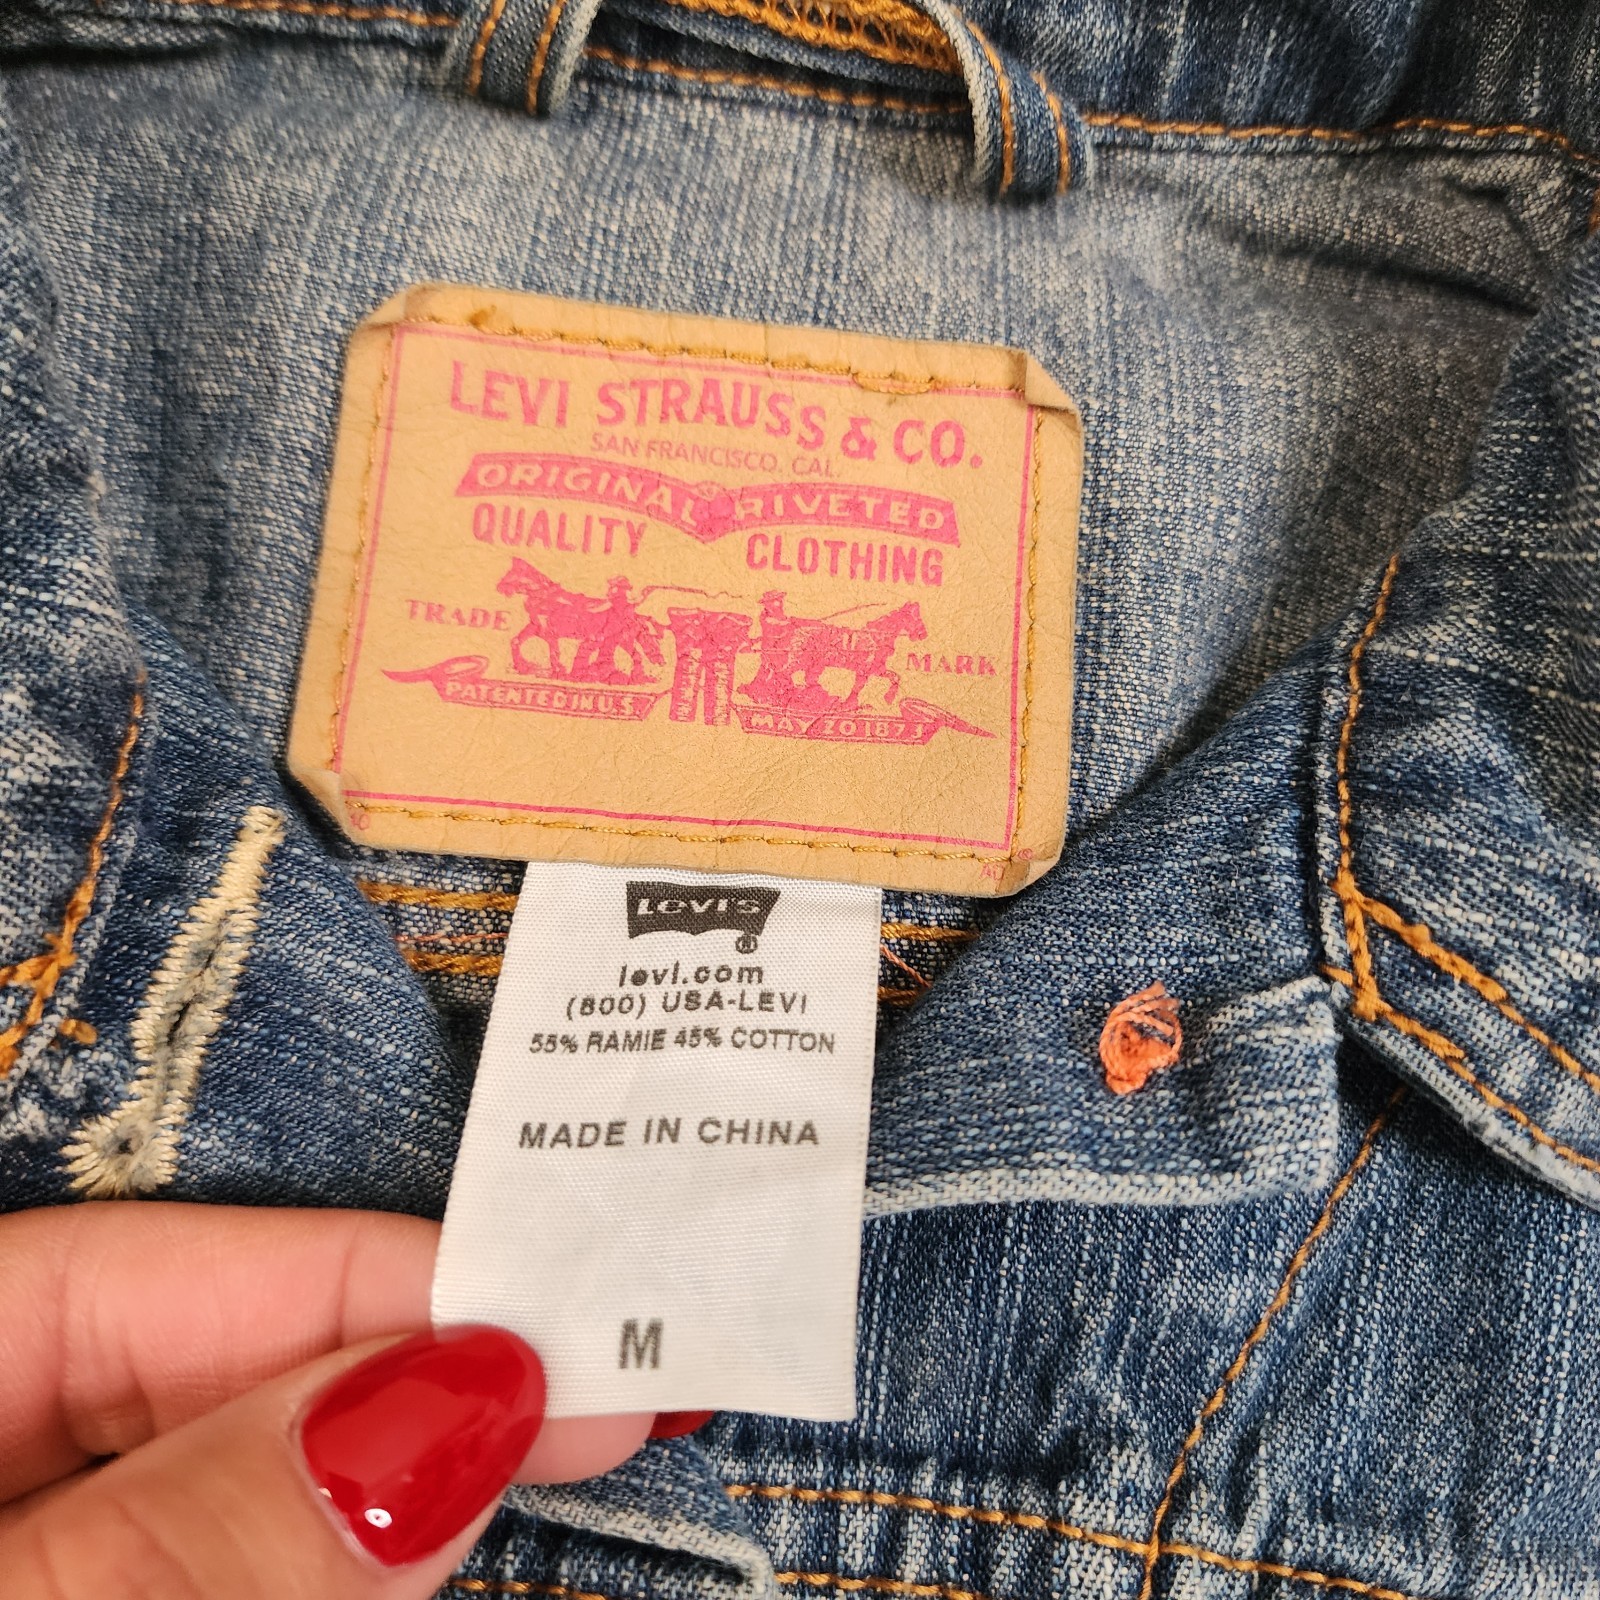 LEVI STRAUSS & CO.
SAN FRANCISCO. CAL.
ORIGINAL RIVETED
QUALITY CLOTHING
TRADE MARK
PATENTED IN U.S.
MAY 20 1873
LEVI'S
®
levi.com
(800) USA-LEVI
55% RAMIE 45% COTTON
MADE IN CHINA
M